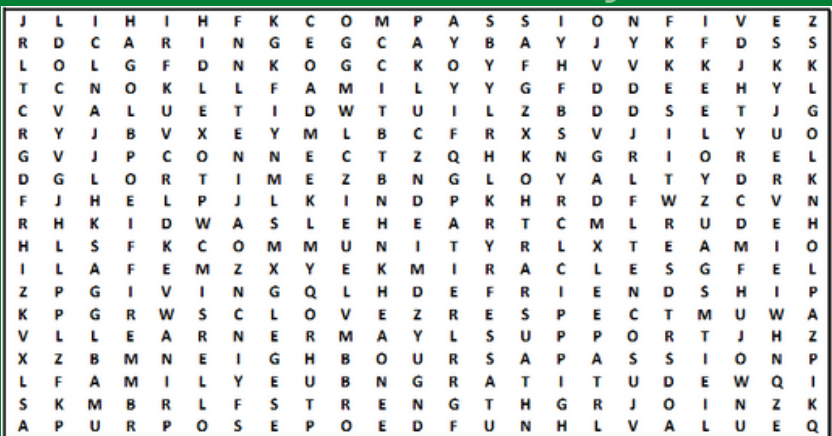 J L I H I H F K C O M P A S S I O N F I V E Z
R D C A R I N G E G C A Y B A Y J Y K F D S S
L O L G F D N K O G C K O Y F H V V K K J K K
T C N O K L L F A M I L Y Y G F D D E E H Y L
C V A L U E T I D W T U I L Z B D D S E T J G
R Y J B V X E Y M L B C F R X S V J I L Y U O
G V J P C O N N E C T Z Q H K N G R I O R E L
D G L O R T I M E Z B N G L O Y A L T Y D R K
F J H E L P J L K I N D P K H R D F W Z C V N
R H K I D W A S L E H E A R T C M L R U D E H
H L S F K C O M M U N I T Y R L X T E A M I O
I L A F E M Z X Y E K M I R A C L E S G F E L
Z P G I V I N G Q L H D E F R I E N D S H I P
K P G R W S C L O V E Z R E S P E C T M U W A
V L L E A R N E R M A Y L S U P P O R T J H Z
X Z B M N E I G H B O U R S A P A S S I O N P
L F A M I L Y E U B N G R A T I T U D E W Q I
S K M B R L F S T R E N G T H G R J O I N Z K
A P U R P O S E P O E D F U N H L V A L U E Q